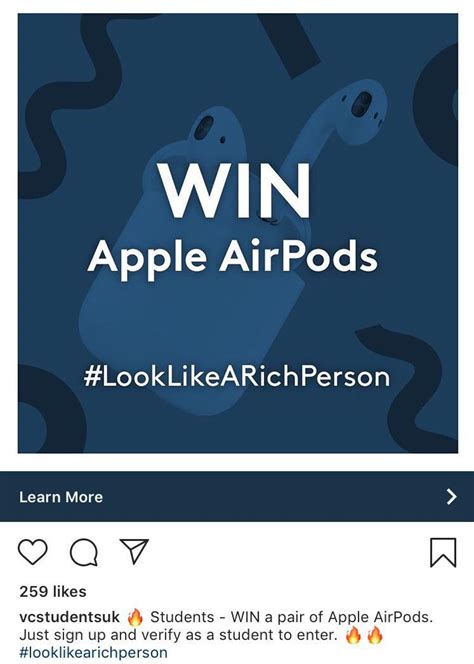 WIN
Apple AirPods
#LookLikeARichPerson
Learn More
259 likes
vcstudentsuk 🔥 Students - WIN a pair of Apple AirPods.
Just sign up and verify as a student to enter. 🔥🔥
#looklikearichperson